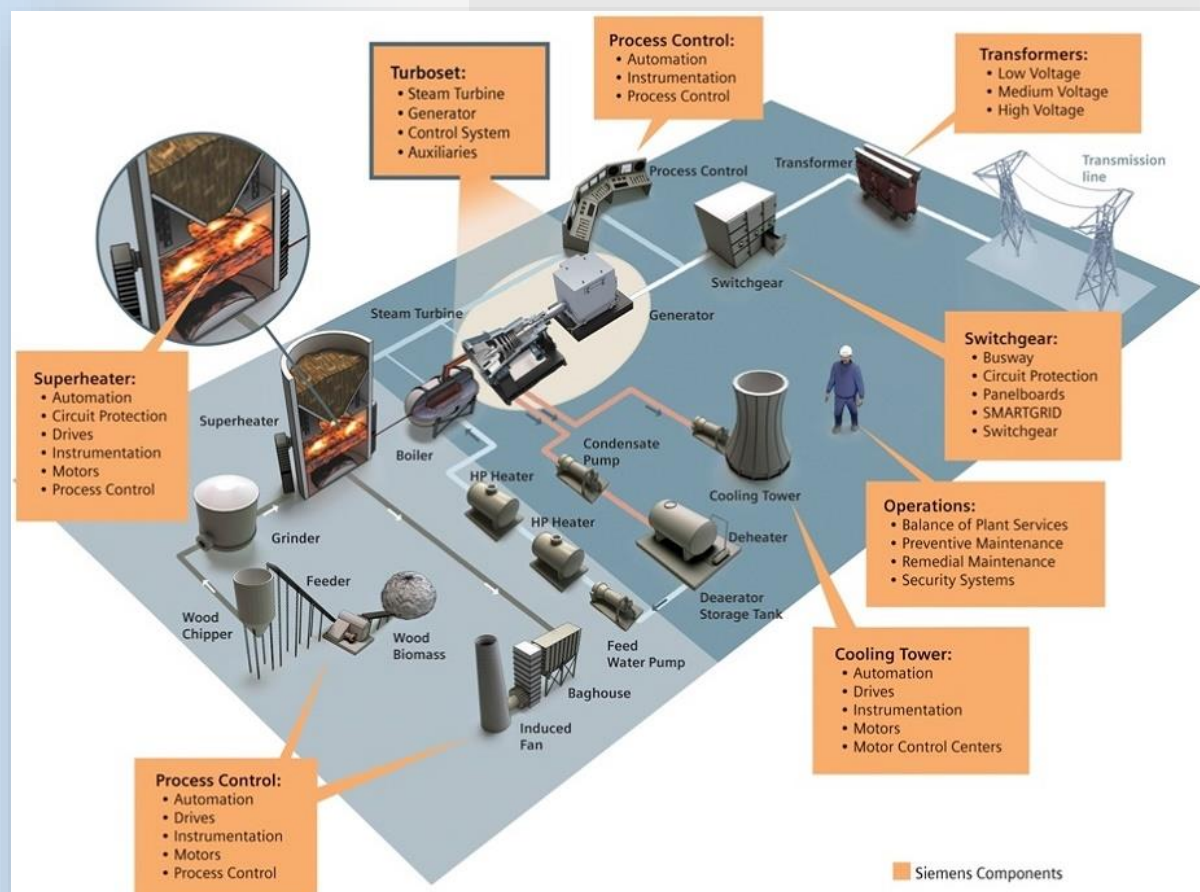 Process Control:
• Automation
• Instrumentation
• Process Control
Transformers:
• Low Voltage
• Medium Voltage
• High Voltage
Turboset:
• Steam Turbine
• Generator
• Control System
• Auxiliaries
Process Control
Transformer
Transmission
line
Switchgear
Steam Turbine
Generator
Superheater:
• Automation
• Circuit Protection
• Drives
• Instrumentation
• Motors
• Process Control
Switchgear:
• Busway
• Circuit Protection
• Panelboards
• SMARTGRID
• Switchgear
Superheater
Boiler
Condensate
Pump
Cooling Tower
HP Heater
HP Heater
Deheater
Operations:
• Balance of Plant Services
• Preventive Maintenance
• Remedial Maintenance
• Security Systems
Grinder
Feeder
Wood
Chipper
Wood
Biomass
Deaerator
Storage Tank
Feed
Water Pump
Baghouse
Induced
Fan
Cooling Tower:
• Automation
• Drives
• Instrumentation
• Motors
• Motor Control Centers
Process Control:
• Automation
• Drives
• Instrumentation
• Motors
• Process Control
Siemens Components